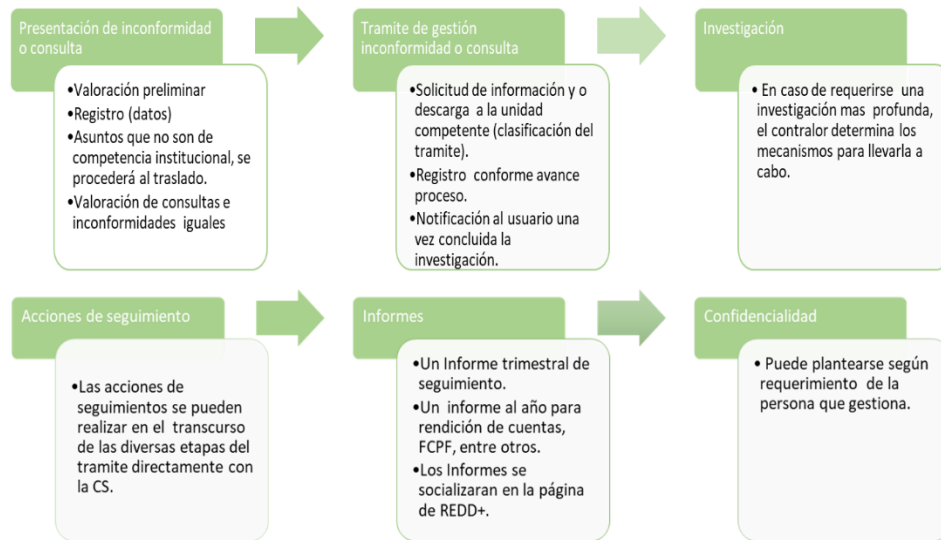 Presentación de inconformidad
o consulta
•Valoración preliminar
•Registro (datos)
•Asuntos que no son de
competencia institucional, se
procederá al traslado.
•Valoración de consultas e
inconformidades iguales
Tramite de gestión
inconformidad o consulta
•Solicitud de información y o
descarga a la unidad
competente (clasificación del
tramite).
•Registro conforme avance
proceso.
•Notificación al usuario una
vez concluida la
investigación.
Investigación
• En caso de requerirse una
investigación mas profunda,
el contralor determina los
mecanismos para llevarla a
cabo.
Acciones de seguimiento
•Las acciones de
seguimientos se pueden
realizar en el transcurso
de las diversas etapas del
tramite directamente con
la CS.
Informes
•Un Informe trimestral de
seguimiento.
•Un informe al año para
rendición de cuentas,
FCPF, entre otros.
•Los Informes se
socializaran en la página
de REDD+.
Confidencialidad
• Puede plantearse según
requerimiento de la
persona que gestiona.